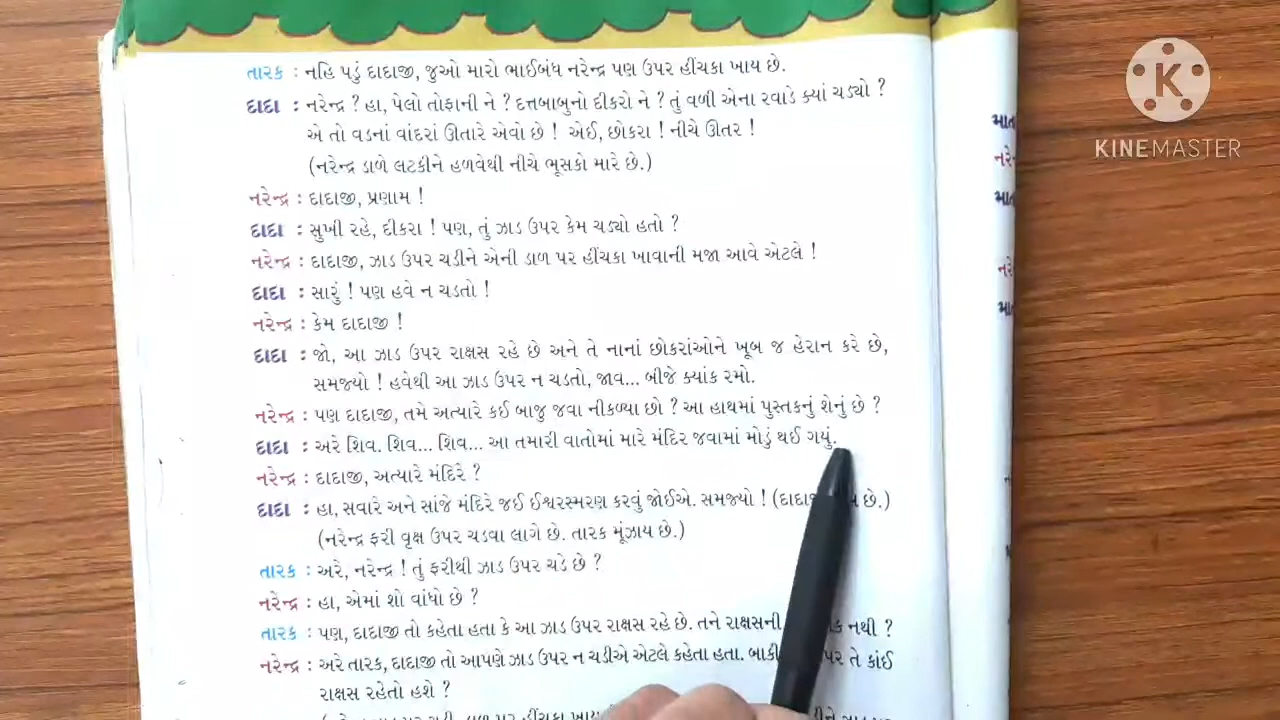 તારક : નહિ પડું દાદાજી, જુઓ મારો ભાઈબંધ નરેન્દ્ર પણ ઉપર હીંચકા ખાય છે.
દાદા : નરેન્દ્ર ? હા, પેલો તોફાની ને ? દત્તબાબુનો દીકરો ને ? તું વળી એના રવાડે ક્યાં ચડ્યો ?
એ તો વડનાં વાંદરાં ઊતારે એવો છે ! એઈ, છોકરા ! નીચે ઊતર !
(નરેન્દ્ર ડાળે લટકીને હળવેથી નીચે ભૂસકો મારે છે.)
નરેન્દ્ર : દાદાજી, પ્રણામ !
દાદા : સુખી રહે, દીકરા ! પણ, તું ઝાડ ઉપર કેમ ચડ્યો હતો ?
નરેન્દ્ર : દાદાજી, ઝાડ ઉપર ચડીને એની ડાળ પર હીંચકા ખાવાની મજા આવે એટલે !
દાદા : સારું ! પણ હવે ન ચડતો !
નરેન્દ્ર : કેમ દાદાજી !
દાદા : જો, આ ઝાડ ઉપર રાક્ષસ રહે છે અને તે નાનાં છોકરાંઓને ખૂબ જ હેરાન કરે છે,
સમજ્યો ! હવેથી આ ઝાડ ઉપર ન ચડતો, જાવ... બીજે ક્યાંક રમો.
નરેન્દ્ર : પણ દાદાજી, તમે અત્યારે કઈ બાજુ જવા નીકળ્યા છો ? આ હાથમાં પુસ્તકનું શેનું છે ?
દાદા : અરે શિવ. શિવ... શિવ... આ તમારી વાતોમાં મારે મંદિર જવામાં મોડું થઈ ગયું.
નરેન્દ્ર : દાદાજી, અત્યારે મંદિરે ?
દાદા : હા, સવારે અને સાંજે મંદિરે જઈ ઈશ્વરસ્મરણ કરવું જોઈએ. સમજ્યો ! છે.)
(નરેન્દ્ર ફરી વૃક્ષ ઉપર ચડવા લાગે છે. તારક મૂંઝાય છે.)
તારક : અરે, નરેન્દ્ર ! તું ફરીથી ઝાડ ઉપર ચડે છે ?
નરેન્દ્ર : હા, એમાં શો વાંધો છે ?
તારક : પણ, દાદાજી તો કહેતા હતા કે આ ઝાડ ઉપર રાક્ષસ રહે છે. તને રાક્ષસની નથી ?
નરેન્દ્ર : અરે તારક, દાદાજી તો આપણે ઝાડ ઉપર ન ચડીએ એટલે કહેતા હતા. બાકી તે કાંઈ
રાક્ષસ રહેતો હશે ?
K
KINEMASTER